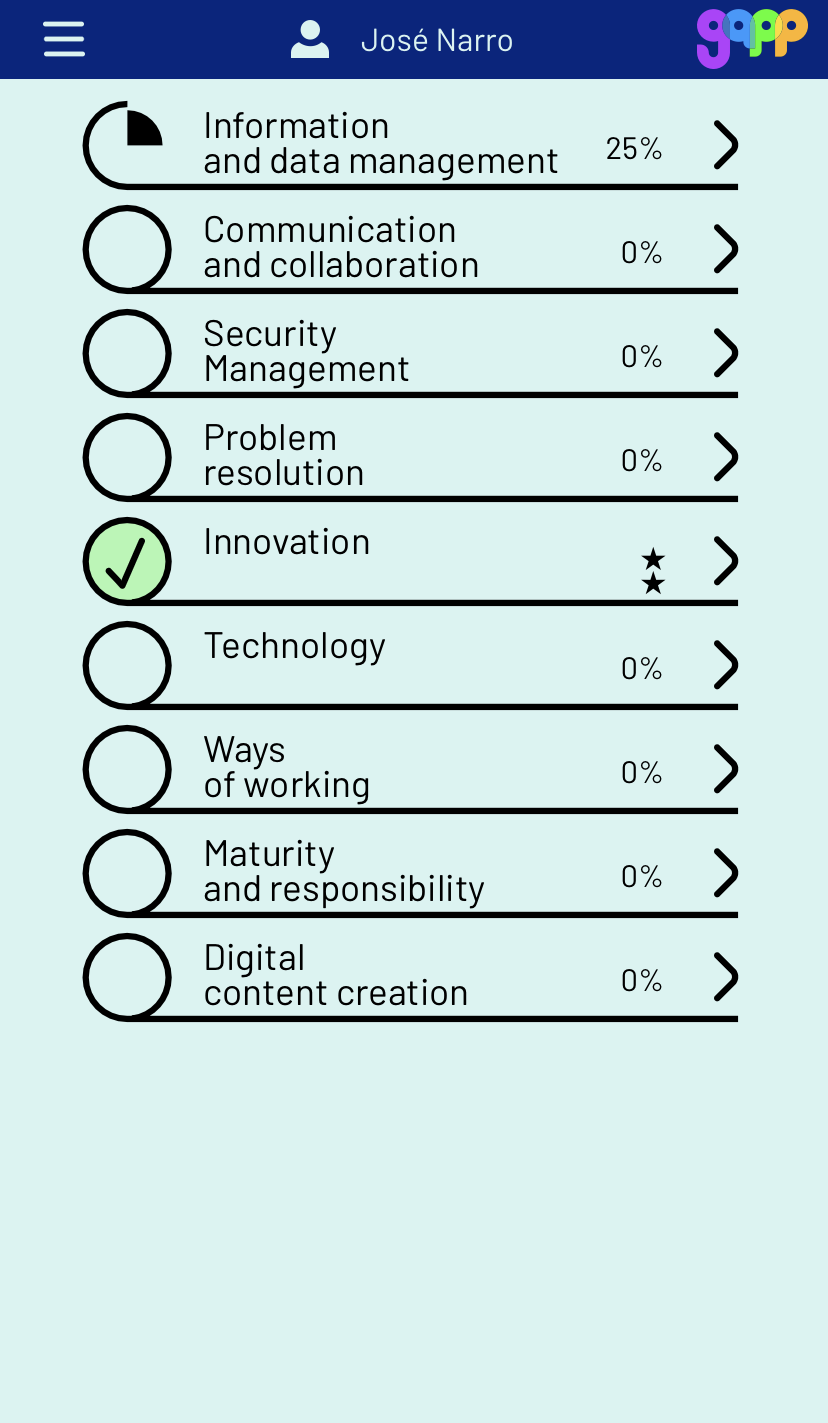 José Narro
gapp
Information
and data management
25%
Communication
and collaboration
0%
Security
Management
0%
Problem
resolution
0%
Innovation
Technology
0%
Ways
of working
0%
Maturity
and responsibility
0%
Digital
content creation
0%